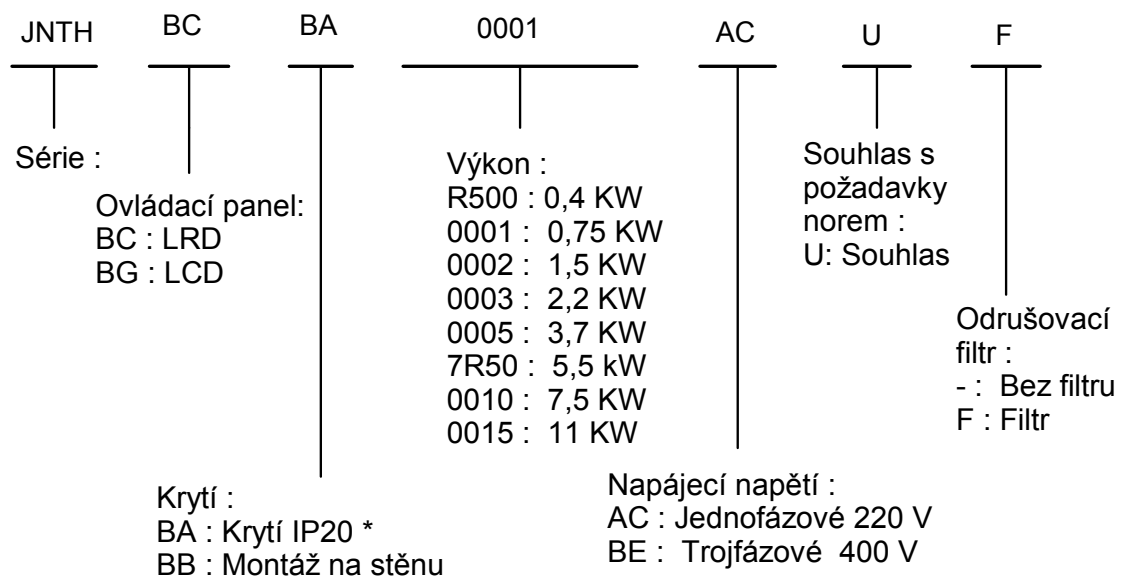 JNTH BC BA 0001 AC U F
Série :
Ovládací panel:
BC : LRD
BG : LCD
Krytí :
BA : Krytí IP20 *
BB : Montáž na stěnu
Výkon :
R500 : 0,4 KW
0001 : 0,75 KW
0002 : 1,5 KW
0003 : 2,2 KW
0005 : 3,7 KW
7R50 : 5,5 kW
0010 : 7,5 KW
0015 : 11 KW
Napájecí napětí :
AC : Jednofázové 220 V
BE : Trojfázové 400 V
Souhlas s
požadavky
norem :
U: Souhlas
Odrušovací
filtr :
- : Bez filtru
F : Filtr